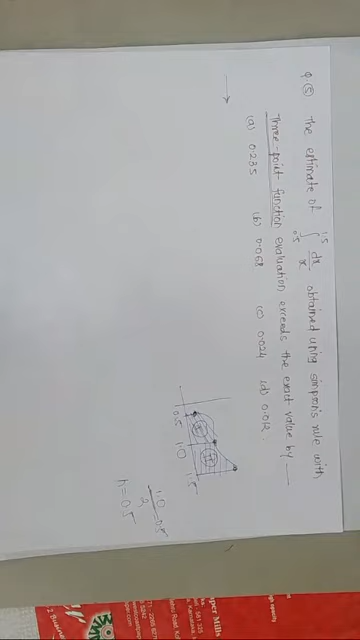 Q (5) The estimate of ∫ 0.5 1.5 dx/x obtained using simpson's rule with
Three-point function evaluation exceeds the exact value by —
(a) 0.235 (b) 0.068 (c) 0.024 (d) 0.012.
0.5 1.0 1.5
1.0/2 = 0.5
h = 0.5